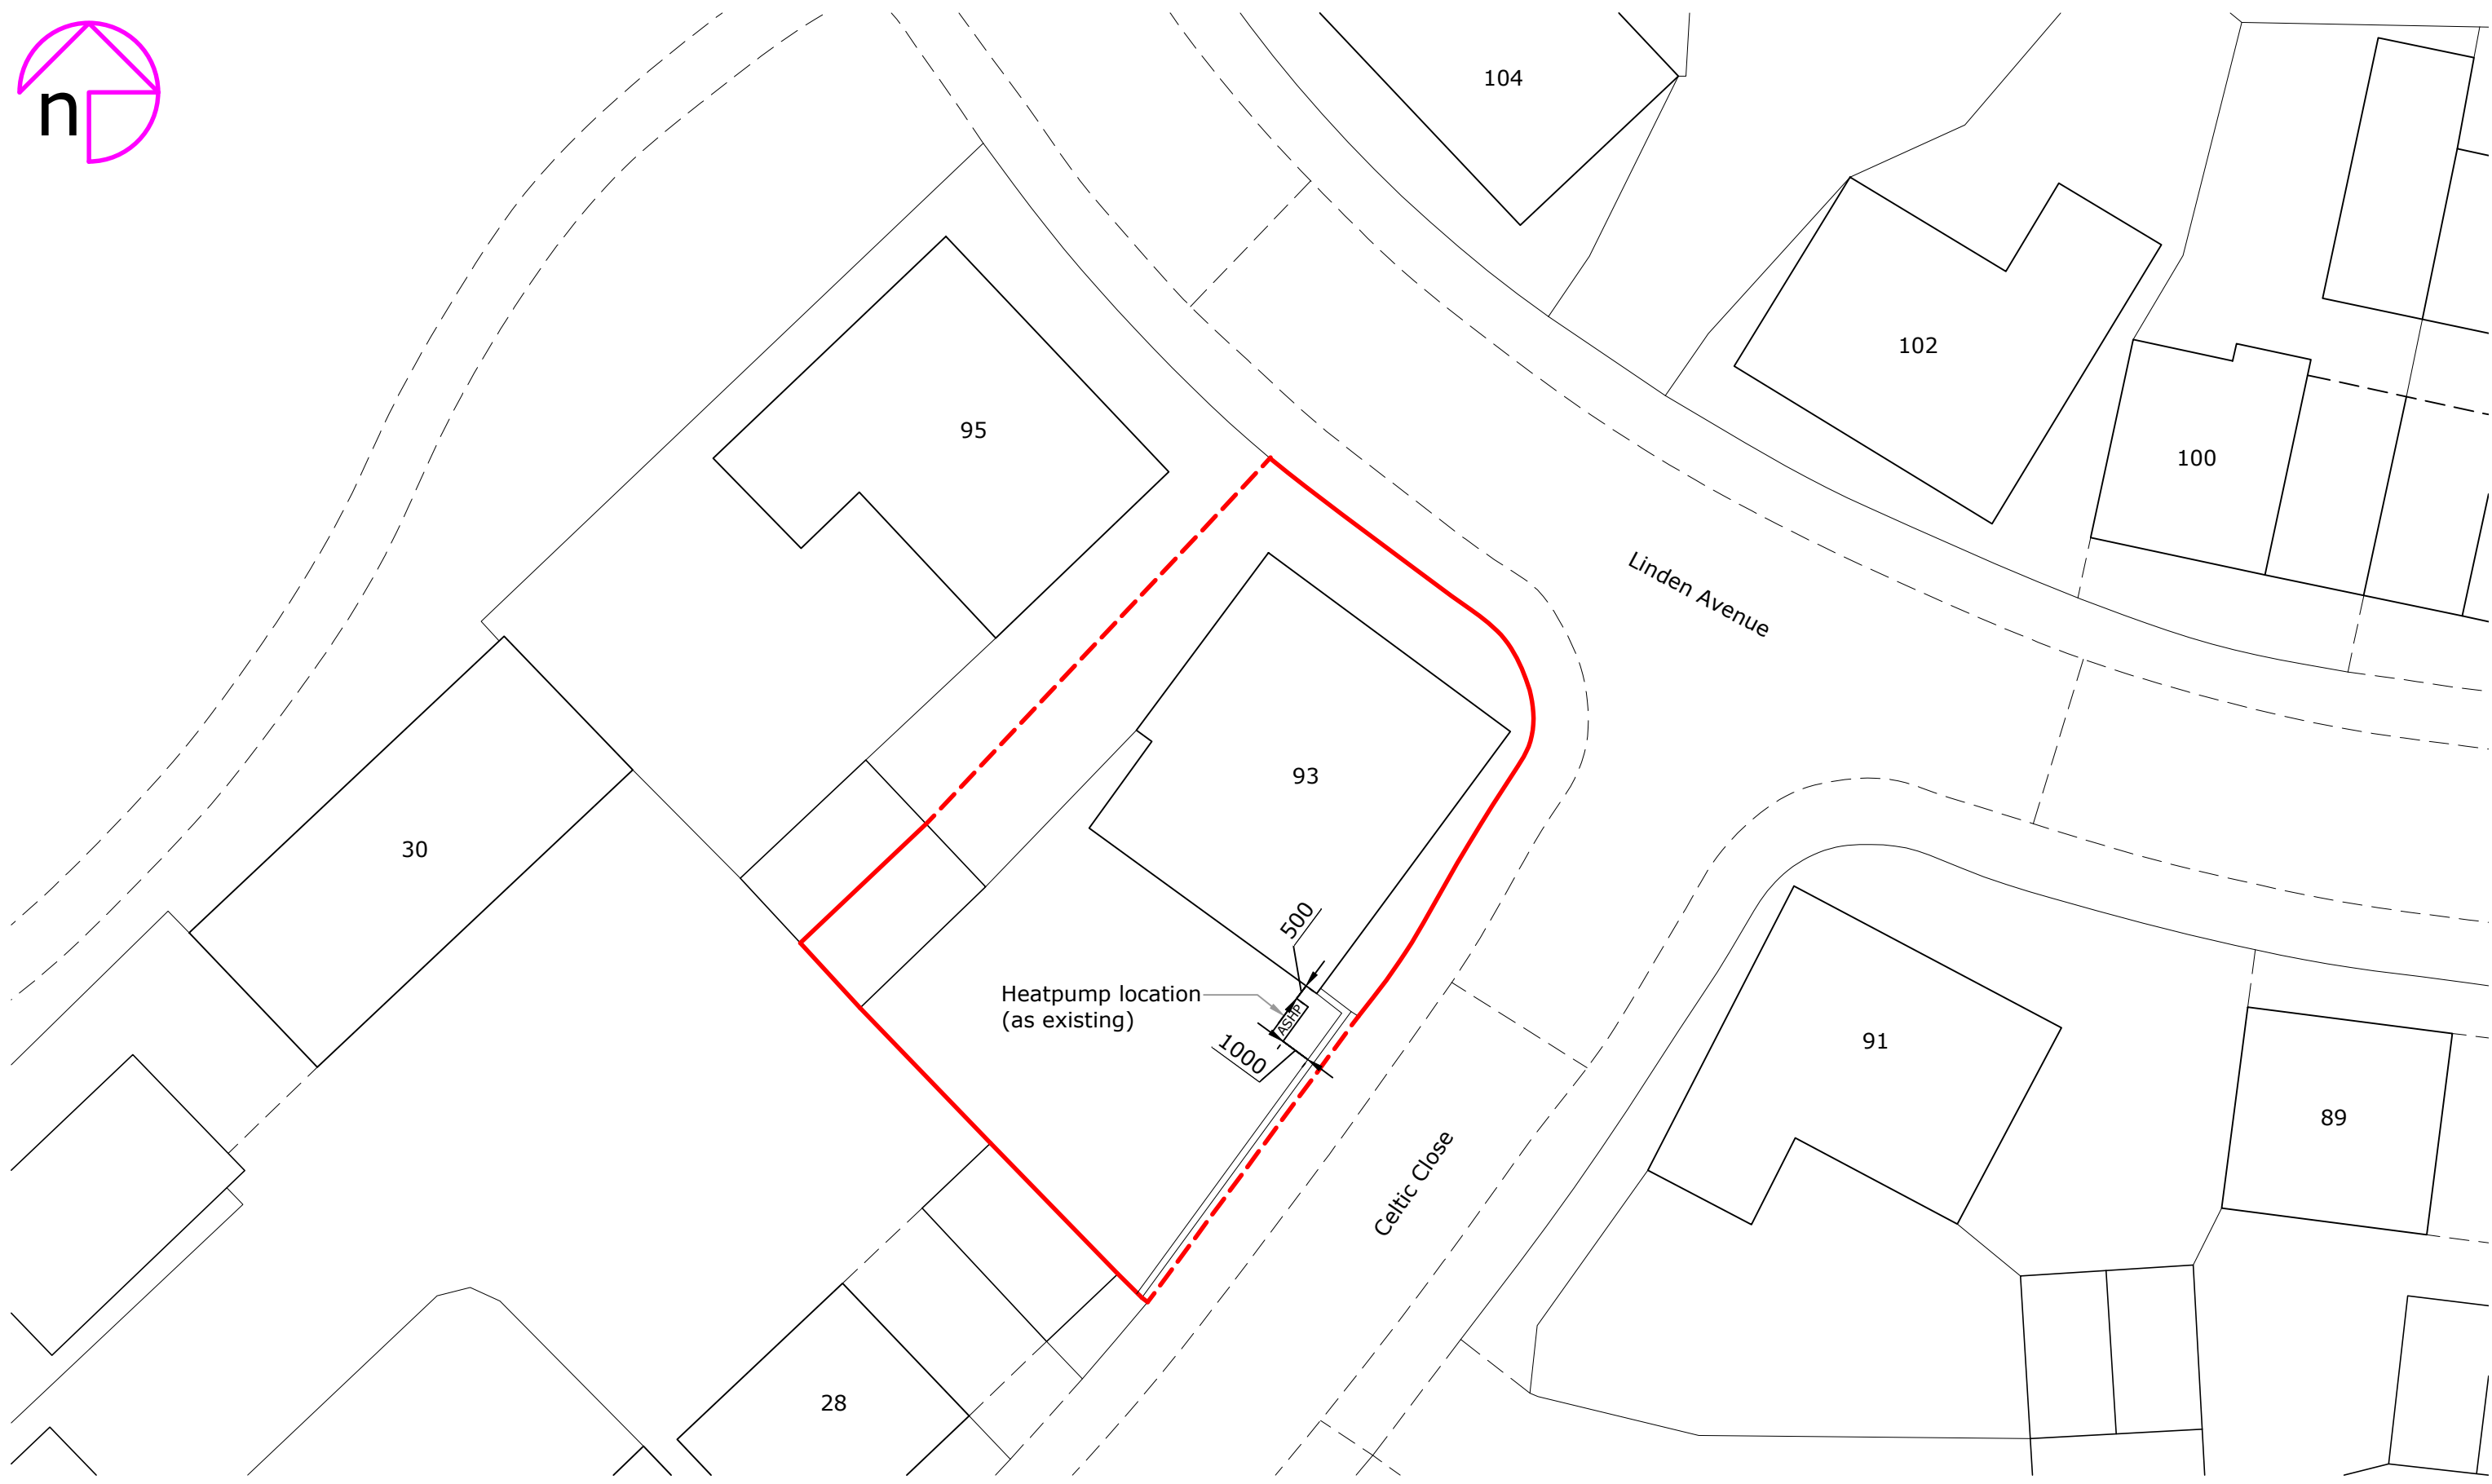 n
104
102
95
100
Linden Avenue
93
30
500
Heatpump location
(as existing)
ASHP
1000
91
89
Celtic Close
28